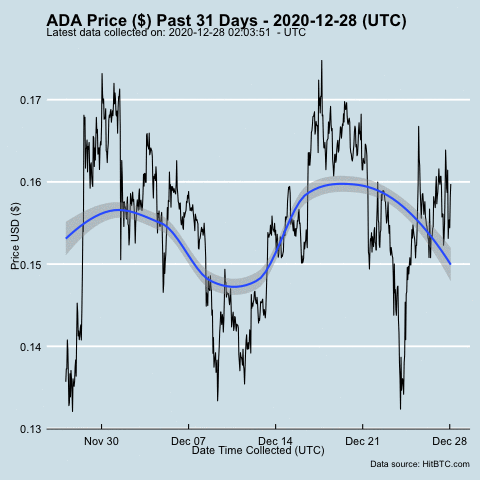 ADA Price ($) Past 31 Days - 2020-12-28 (UTC)
Latest data collected on: 2020-12-28 02:03:51 - UTC
Price USD ($)
0.17
0.16
0.15
0.14
0.13
Nov 30 Dec 07 Dec 14 Dec 21 Dec 28
Date Time Collected (UTC)
Data source: HitBTC.com